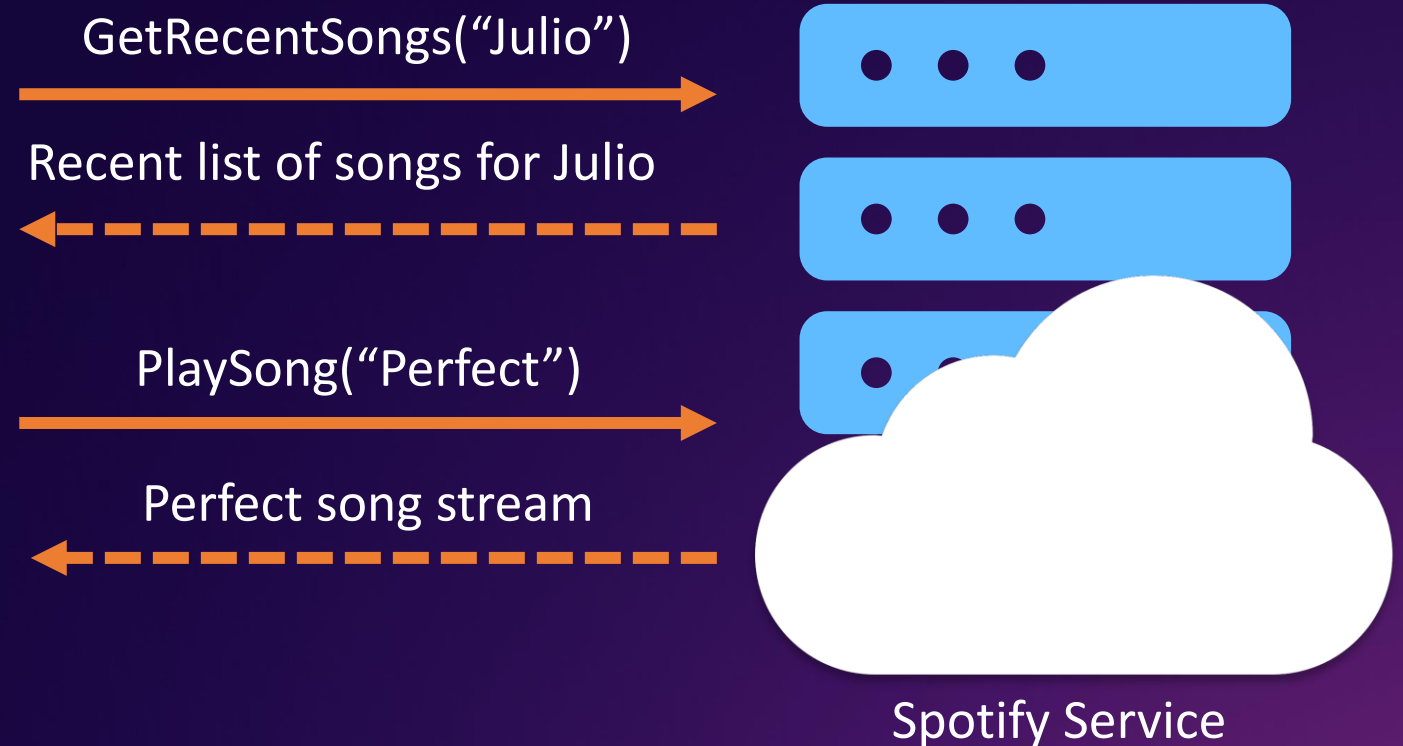 GetRecentSongs(“Julio”)
Recent list of songs for Julio
PlaySong(“Perfect”)
Perfect song stream
Spotify Service